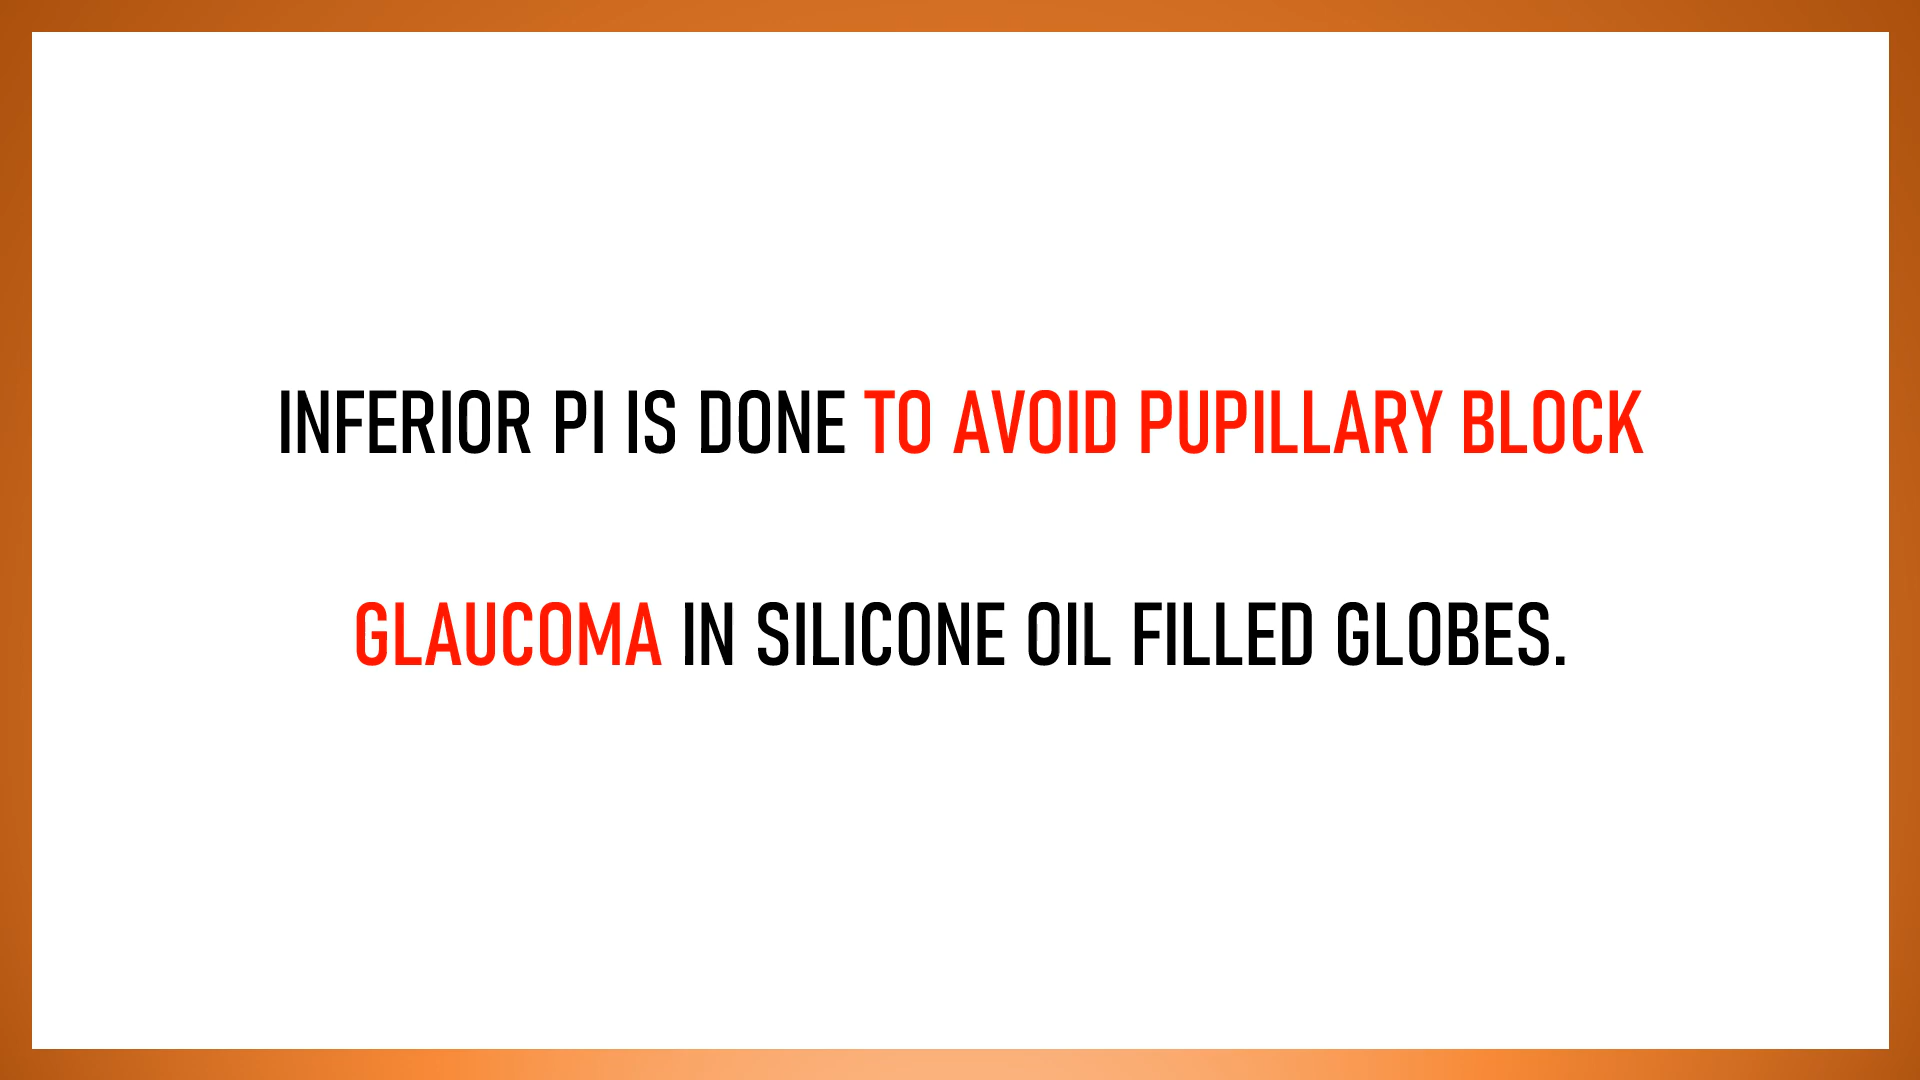 INFERIOR PI IS DONE TO AVOID PUPILLARY BLOCK
GLAUCOMA IN SILICONE OIL FILLED GLOBES.